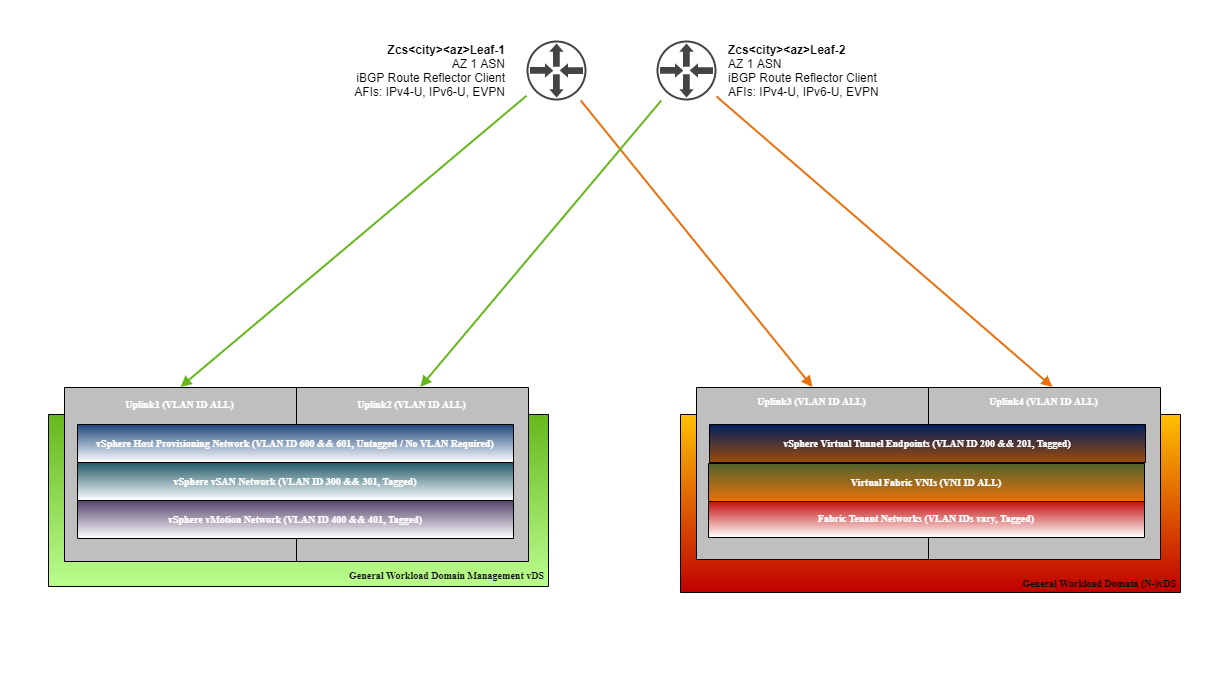 Zcs<city><az>Leaf-1
AZ 1 ASN
iBGP Route Reflector Client
AFIs: IPv4-U, IPv6-U, EVPN
Zcs<city><az>Leaf-2
AZ 1 ASN
iBGP Route Reflector Client
AFIs: IPv4-U, IPv6-U, EVPN
Uplink1 (VLAN ID ALL)
Uplink2 (VLAN ID ALL)
vSphere Host Provisioning Network (VLAN ID 600 && 601, Untagged / No VLAN Required)
vSphere vSAN Network (VLAN ID 300 && 301, Tagged)
vSphere vMotion Network (VLAN ID 400 && 401, Tagged)
General Workload Domain Management vDS
Uplink3 (VLAN ID ALL)
Uplink4 (VLAN ID ALL)
vSphere Virtual Tunnel Endpoints (VLAN ID 200 && 201, Tagged)
Virtual Fabric VNIs (VNI ID ALL)
Fabric Tenant Networks (VLAN IDs vary, Tagged)
General Workload Domain (N-)vDS